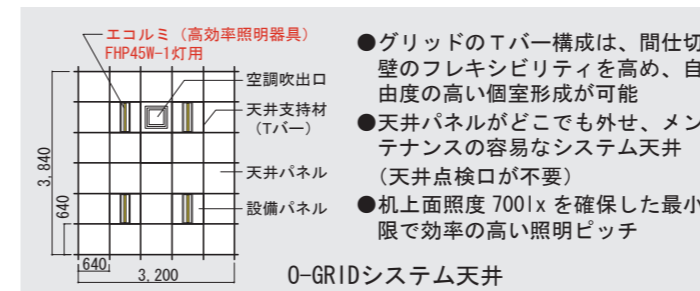 エコルミ（高効率照明器具）
FHP45W-1灯用
空調吹出口
天井支持材
（Tバー）
天井パネル
設備パネル
3,840
640
640
3,200
●グリッドのTバー構成は、間仕切
壁のフレキシビリティを高め、自
由度の高い個室形成が可能
●天井パネルがどこでも外せ、メン
テナンスの容易なシステム天井
（天井点検口が不要）
●机上面照度700lxを確保した最小
限で効率の高い照明ピッチ
O-GRIDシステム天井